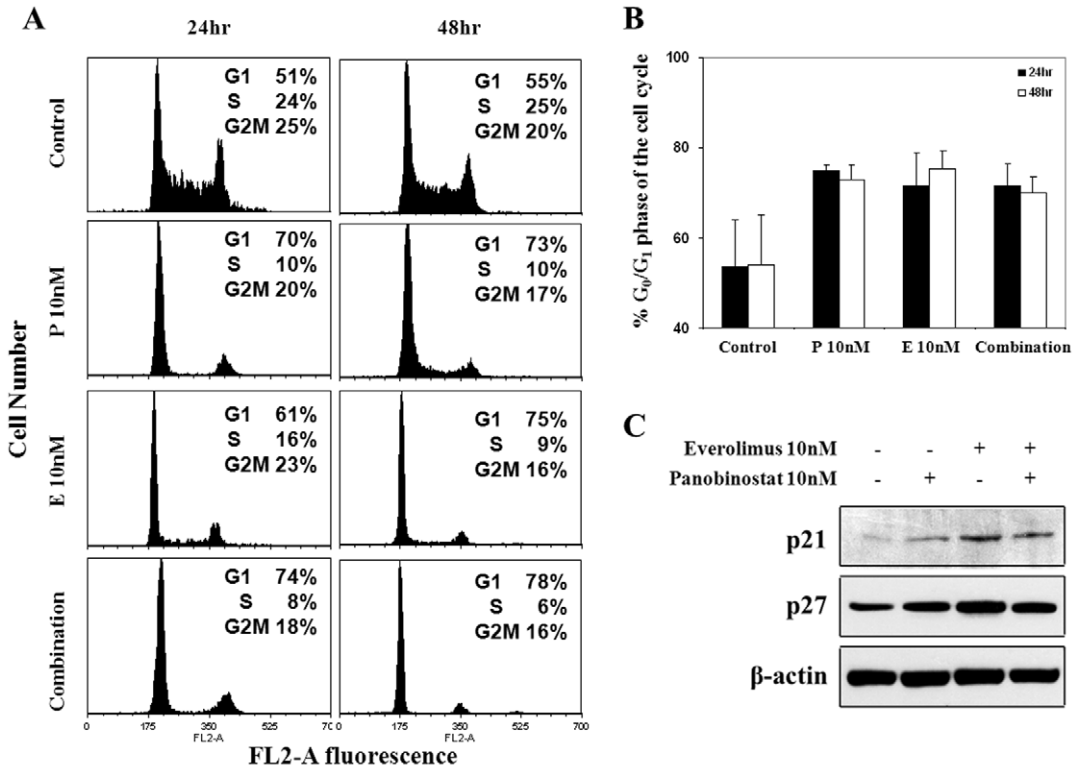 A
24hr
48hr
Cell Number
Control
G1 51%
S 24%
G2M 25%
G1 55%
S 25%
G2M 20%
P 10nM
G1 70%
S 10%
G2M 20%
G1 73%
S 10%
G2M 17%
E 10nM
G1 61%
S 16%
G2M 23%
G1 75%
S 9%
G2M 16%
Combination
G1 74%
S 8%
G2M 18%
G1 78%
S 6%
G2M 16%
0 175 350 525 70
FL2-A
0 175 350 525 700
FL2-A
FL2-A fluorescence
B
% G0/G1 phase of the cell cycle
100
80
60
40
24hr
48hr
Control P 10nM E 10nM Combination
C
Everolimus 10nM - - + +
Panobinostat 10nM - + - +
p21
p27
β-actin